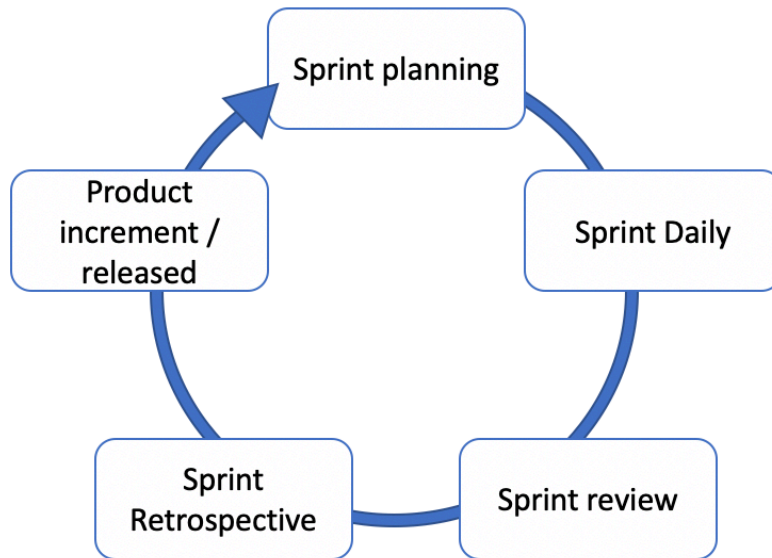 Sprint planning
Sprint Daily
Sprint review
Sprint
Retrospective
Product
increment /
released